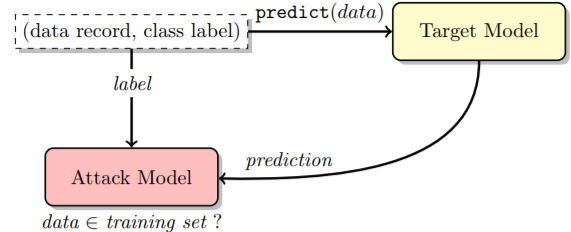 predict(data)
(data record, class label)
Target Model
label
prediction
Attack Model
data ∈ training set ?